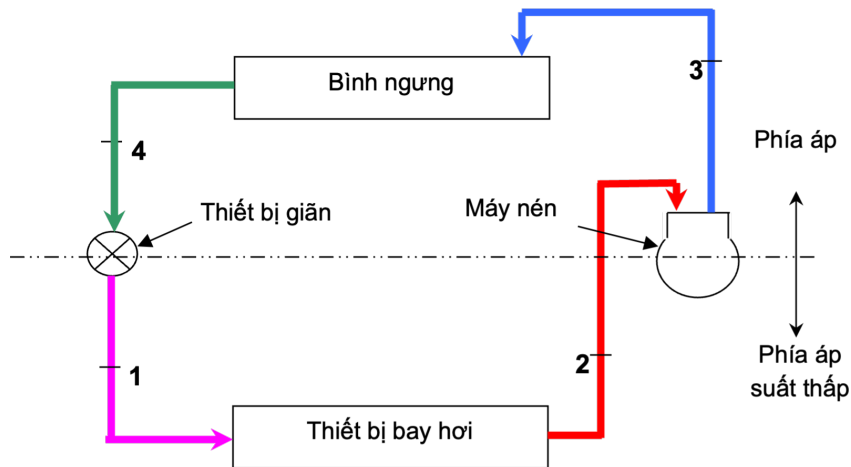 Bình ngưng
3
Phía áp
4
Thiết bị giãn
Máy nén
1
2
Phía áp
suất thấp
Thiết bị bay hơi